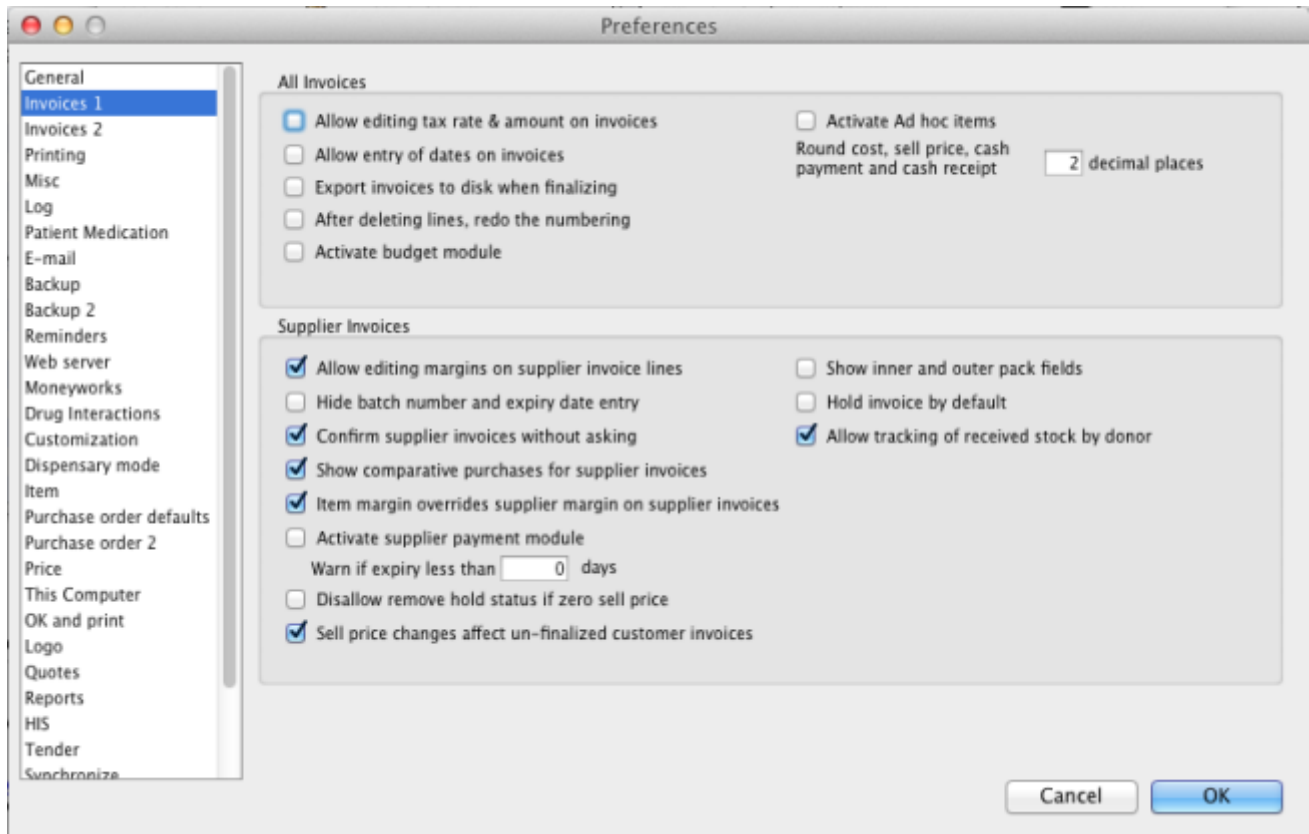 Preferences
General
Invoices 1
Invoices 2
Printing
Misc
Log
Patient Medication
E-mail
Backup
Backup 2
Reminders
Web server
Moneyworks
Drug Interactions
Customization
Dispensary mode
Item
Purchase order defaults
Purchase order 2
Price
This Computer
OK and print
Logo
Quotes
Reports
HIS
Tender
Synchronize
All Invoices
Allow editing tax rate & amount on invoices
Allow entry of dates on invoices
Export invoices to disk when finalizing
After deleting lines, redo the numbering
Activate budget module
Activate Ad hoc items
Round cost, sell price, cash
payment and cash receipt 2 decimal places
Supplier Invoices
Allow editing margins on supplier invoice lines
Hide batch number and expiry date entry
Confirm supplier invoices without asking
Show comparative purchases for supplier invoices
Item margin overrides supplier margin on supplier invoices
Activate supplier payment module
Warn if expiry less than 0 days
Disallow remove hold status if zero sell price
Sell price changes affect un-finalized customer invoices
Show inner and outer pack fields
Hold invoice by default
Allow tracking of received stock by donor
Cancel
OK